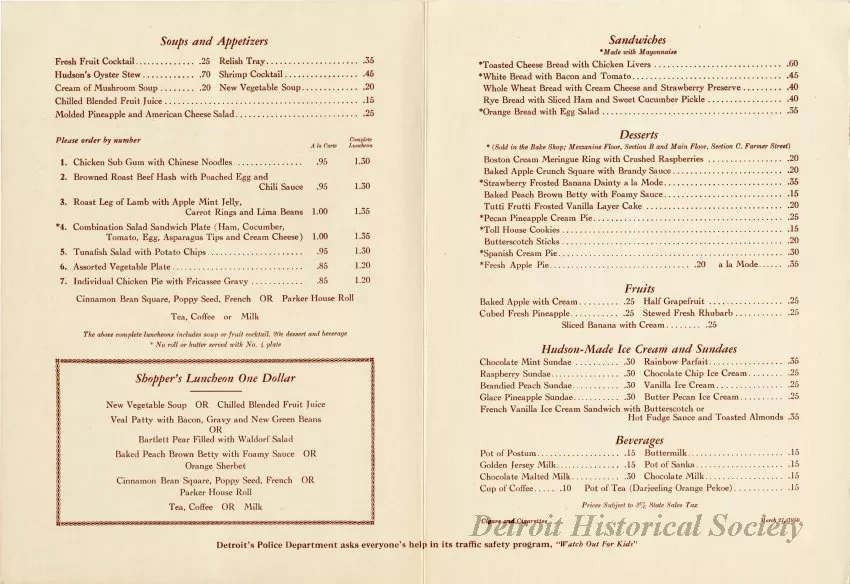 Soups and Appetizers
Fresh Fruit Cocktail .25 Relish Tray .35
Hudson's Oyster Stew .70 Shrimp Cocktail .45
Cream of Mushroom Soup .20 New Vegetable Soup .20
Chilled Blended Fruit Juice .15
Molded Pineapple and American Cheese Salad .25
Please order by number
A la Carte
Complete Luncheon
1. Chicken Sub Gum with Chinese Noodles .95 1.30
2. Browned Roast Beef Hash with Poached Egg and
Chili Sauce .95 1.30
3. Roast Leg of Lamb with Apple Mint Jelly,
Carrot Rings and Lima Beans 1.00 1.35
*4. Combination Salad Sandwich Plate (Ham, Cucumber,
Tomato, Egg, Asparagus Tips and Cream Cheese) 1.00 1.35
5. Tunafish Salad with Potato Chips .95 1.30
6. Assorted Vegetable Plate .85 1.20
7. Individual Chicken Pie with Fricassee Gravy .85 1.20
Cinnamon Bran Square, Poppy Seed, French OR Parker House Roll
Tea, Coffee or Milk
The above complete luncheons includes soup or fruit cocktail, 20c dessert and beverage
* No roll or butter served with No. 4 plate
Shopper's Luncheon One Dollar
New Vegetable Soup OR Chilled Blended Fruit Juice
Veal Patty with Bacon, Gravy and New Green Beans
OR
Bartlett Pear Filled with Waldorf Salad
Baked Peach Brown Betty with Foamy Sauce OR
Orange Sherbet
Cinnamon Bran Square, Poppy Seed, French OR
Parker House Roll
Tea, Coffee OR Milk
Sandwiches
*Made with Mayonnaise
*Toasted Cheese Bread with Chicken Livers .60
*White Bread with Bacon and Tomato .45
Whole Wheat Bread with Cream Cheese and Strawberry Preserve .40
Rye Bread with Sliced Ham and Sweet Cucumber Pickle .40
*Orange Bread with Egg Salad .35
Desserts
* (Sold in the Bake Shop; Mezzanine Floor, Section B and Main Floor, Section C, Farmer Street)
Boston Cream Meringue Ring with Crushed Raspberries .20
Baked Apple Crunch Square with Brandy Sauce .20
*Strawberry Frosted Banana Dainty a la Mode .35
Baked Peach Brown Betty with Foamy Sauce .15
Tutti Frutti Frosted Vanilla Layer Cake .20
*Pecan Pineapple Cream Pie .25
*Toll House Cookies .15
Butterscotch Sticks .20
*Spanish Cream Pie .30
*Fresh Apple Pie .20 a la Mode .35
Fruits
Baked Apple with Cream .25 Half Grapefruit .25
Cubed Fresh Pineapple .25 Stewed Fresh Rhubarb .25
Sliced Banana with Cream .25
Hudson-Made Ice Cream and Sundaes
Chocolate Mint Sundae .30 Rainbow Parfait .35
Raspberry Sundae .30 Chocolate Chip Ice Cream .25
Brandied Peach Sundae .30 Vanilla Ice Cream .25
Glace Pineapple Sundae .30 Butter Pecan Ice Cream .25
French Vanilla Ice Cream Sandwich with Butterscotch or
Hot Fudge Sauce and Toasted Almonds .35
Beverages
Pot of Postum .15 Buttermilk .15
Golden Jersey Milk .15 Pot of Sanka .15
Chocolate Malted Milk .30 Chocolate Milk .15
Cup of Coffee .10 Pot of Tea (Darjeeling Orange Pekoe) .15
Prices Subject to 3% State Sales Tax
Cigars and Cigarettes
Detroit Historical Society
Detroit's Police Department asks everyone's help in its traffic safety program, "Watch Out For Kids"